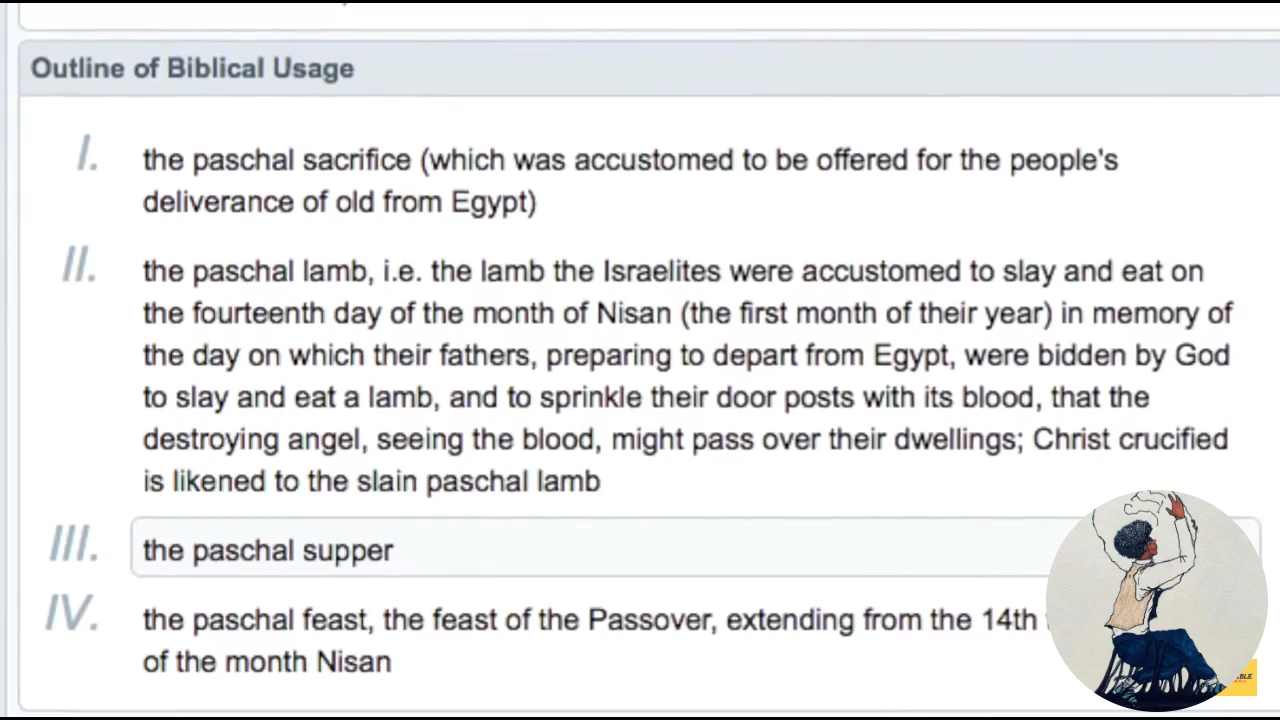 Outline of Biblical Usage
I. the paschal sacrifice (which was accustomed to be offered for the people's
deliverance of old from Egypt)
II. the paschal lamb, i.e. the lamb the Israelites were accustomed to slay and eat on
the fourteenth day of the month of Nisan (the first month of their year) in memory of
the day on which their fathers, preparing to depart from Egypt, were bidden by God
to slay and eat a lamb, and to sprinkle their door posts with its blood, that the
destroying angel, seeing the blood, might pass over their dwellings; Christ crucified
is likened to the slain paschal lamb
III. the paschal supper
IV. the paschal feast, the feast of the Passover, extending from the 14th
of the month Nisan